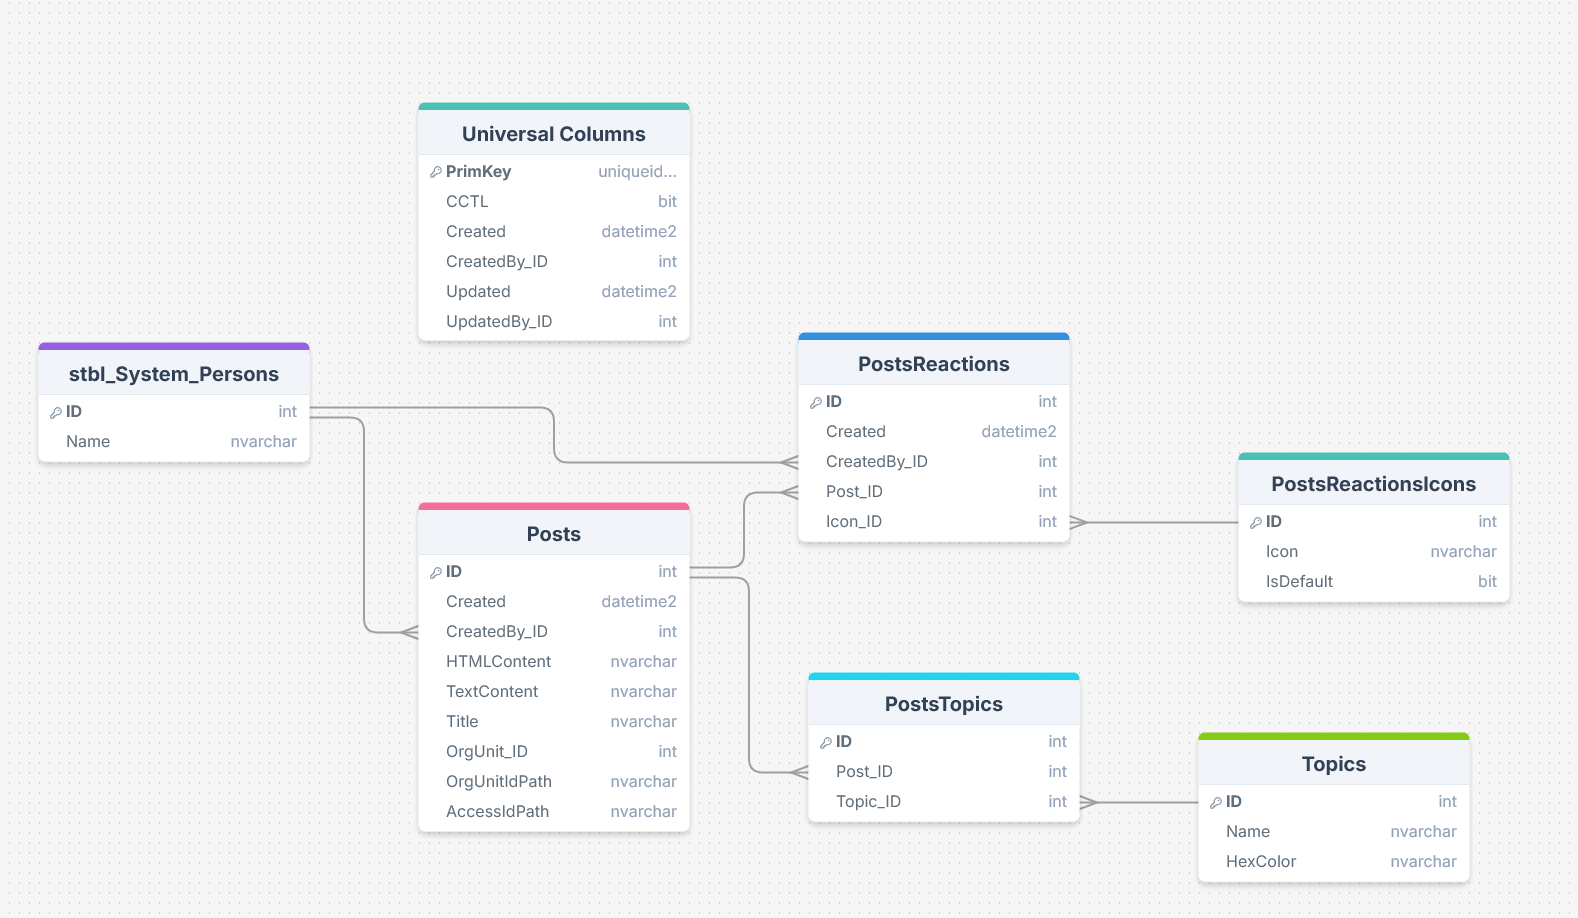 Universal Columns
PrimKey uniqueid...
CCTL bit
Created datetime2
CreatedBy_ID int
Updated datetime2
UpdatedBy_ID int
stbl_System_Persons
ID int
Name nvarchar
PostsReactions
ID int
Created datetime2
CreatedBy_ID int
Post_ID int
Icon_ID int
PostsReactionsIcons
ID int
Icon nvarchar
IsDefault bit
Posts
ID int
Created datetime2
CreatedBy_ID int
HTMLContent nvarchar
TextContent nvarchar
Title nvarchar
OrgUnit_ID int
OrgUnitIdPath nvarchar
AccessIdPath nvarchar
PostsTopics
ID int
Post_ID int
Topic_ID int
Topics
ID int
Name nvarchar
HexColor nvarchar